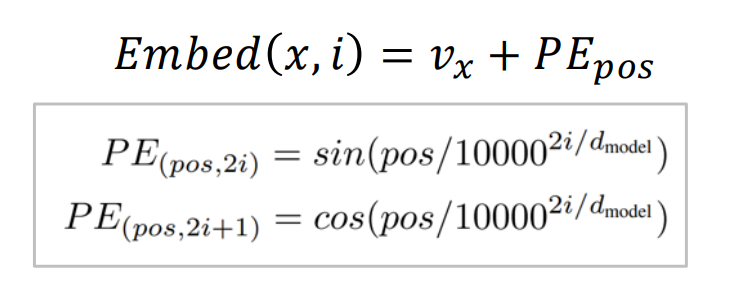 Embed(x, i) = v_x + PE_pos
PE_(pos,2i) = sin(pos/10000^{2i/d_model})
PE_(pos,2i+1) = cos(pos/10000^{2i/d_model})